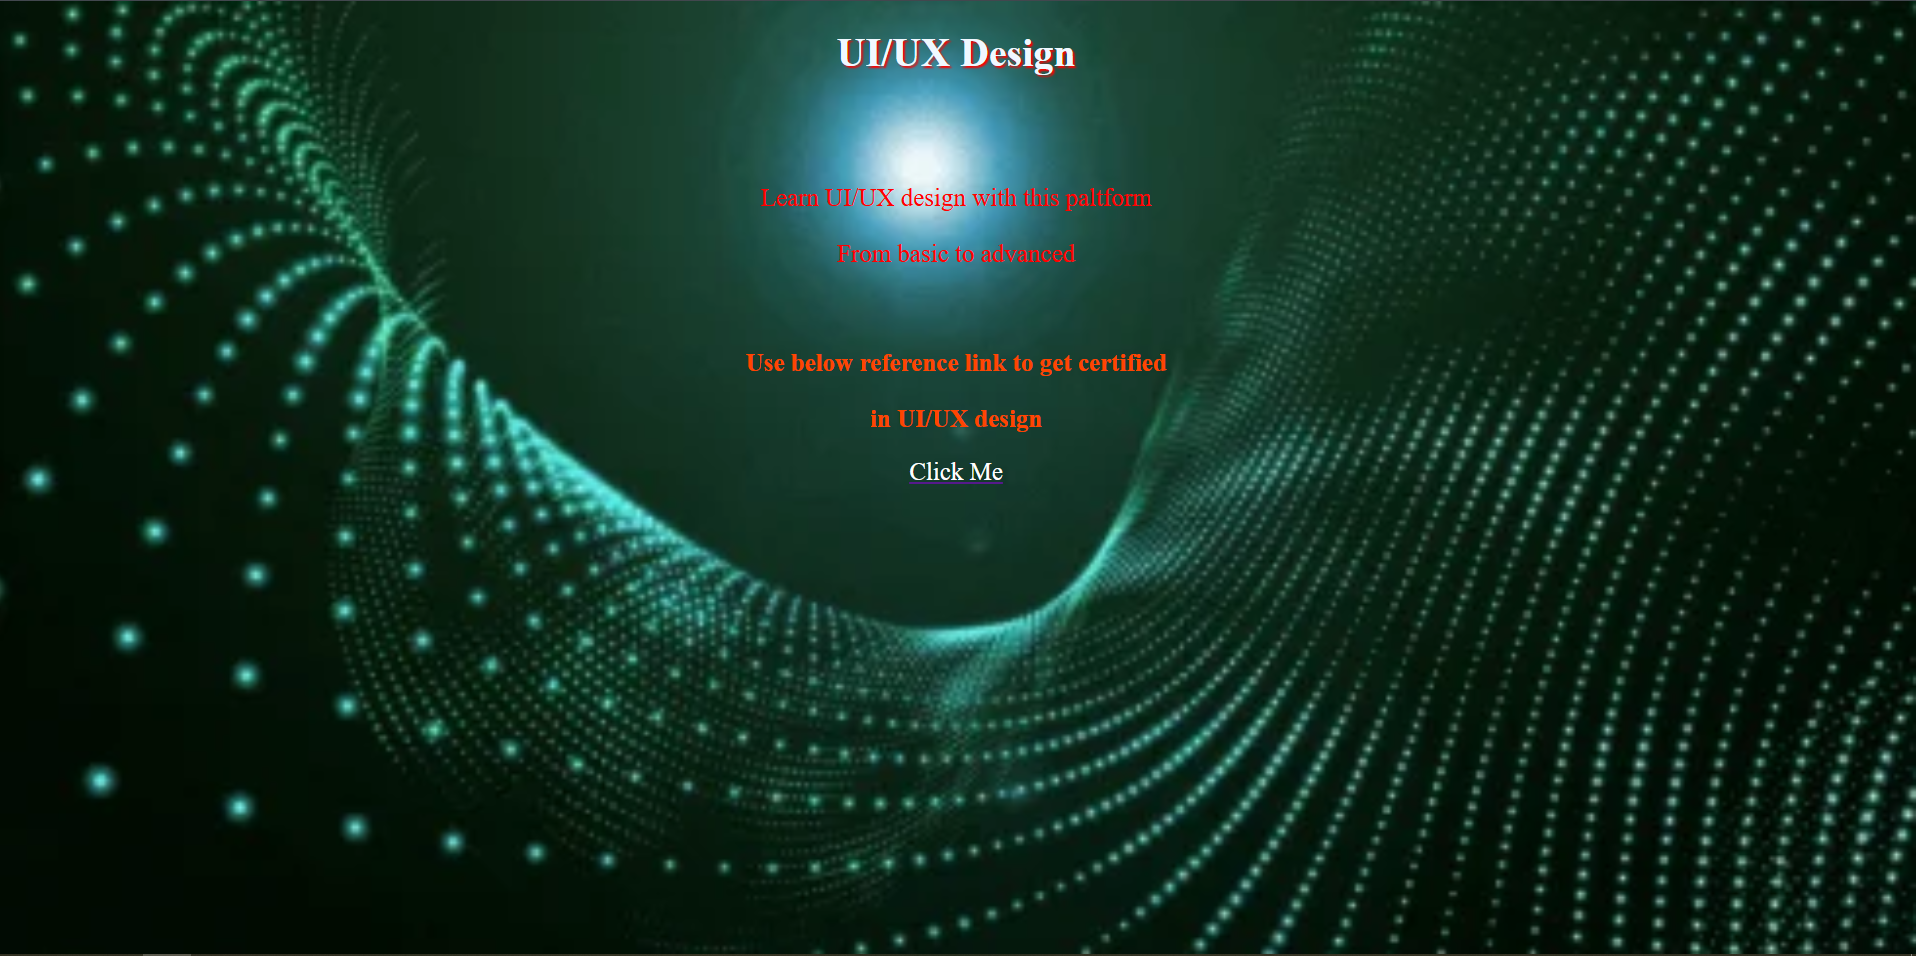 UI/UX Design
Learn UI/UX design with this paltform
From basic to advanced
Use below reference link to get certified
in UI/UX design
Click Me